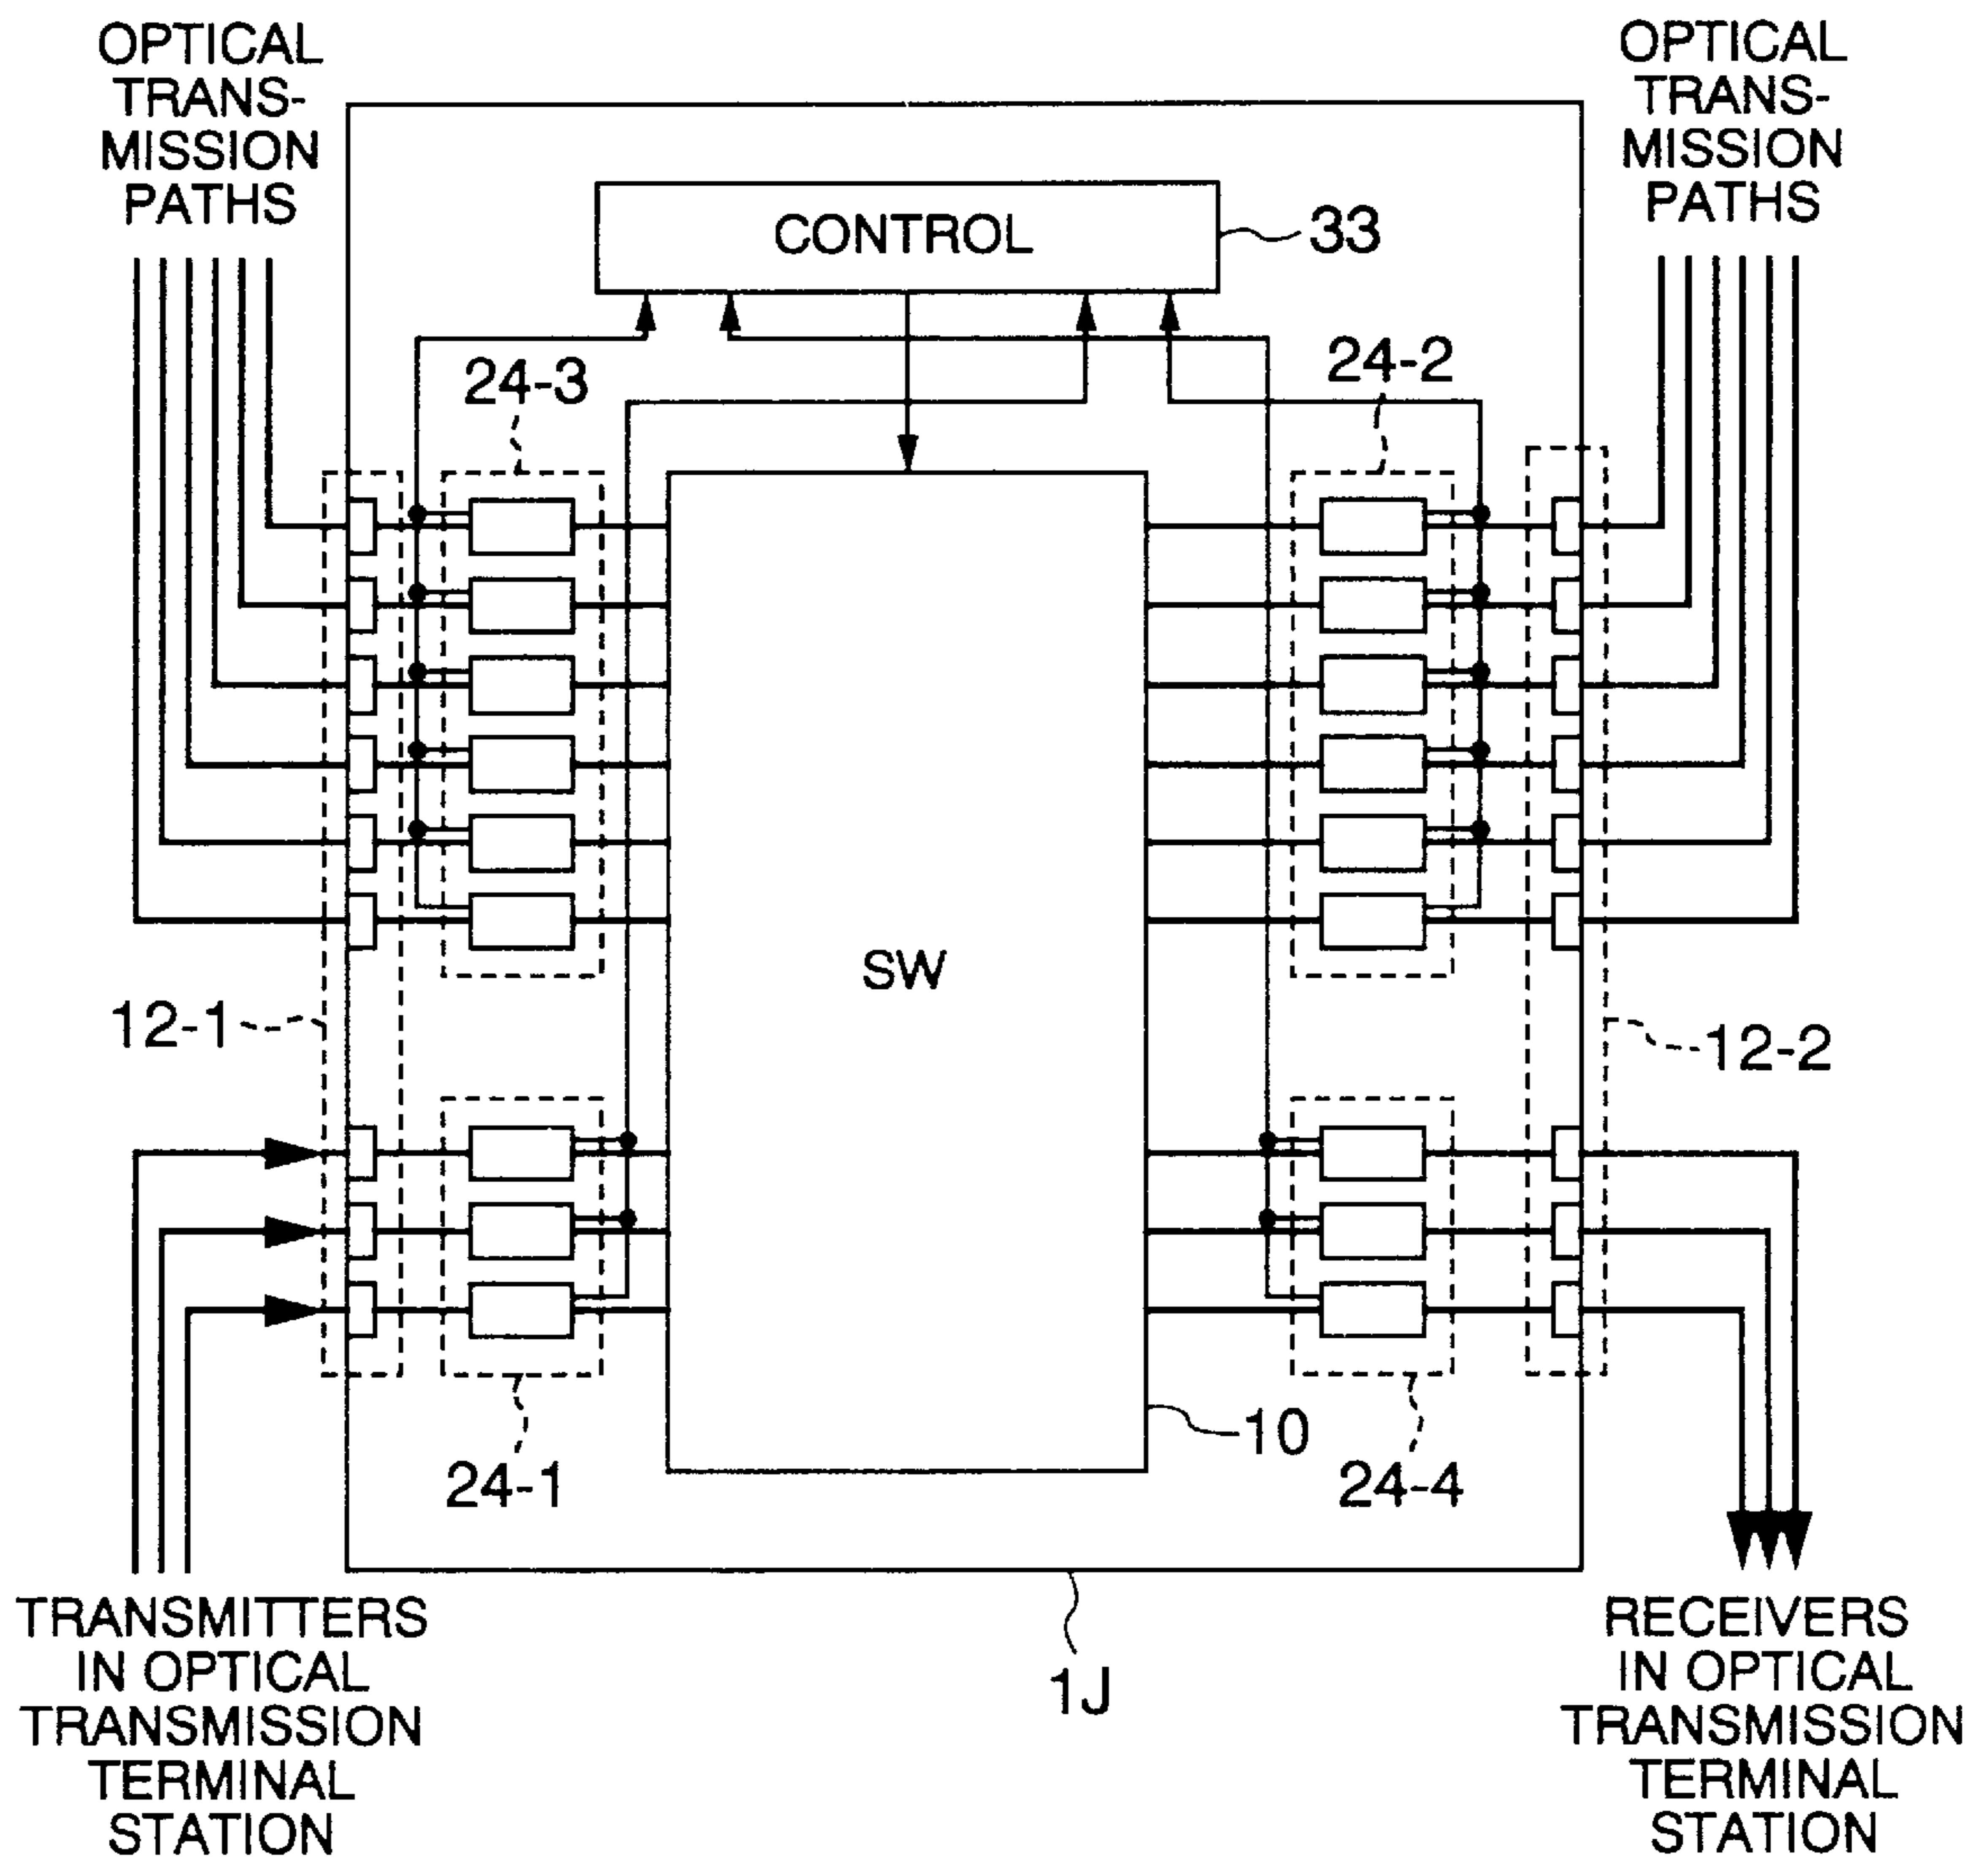 OPTICAL
TRANS-
MISSION
PATHS
OPTICAL
TRANS-
MISSION
PATHS
CONTROL
33
24-3
24-2
SW
12-1
12-2
24-1
10
24-4
1J
TRANSMITTERS
IN OPTICAL
TRANSMISSION
TERMINAL
STATION
RECEIVERS
IN OPTICAL
TRANSMISSION
TERMINAL
STATION